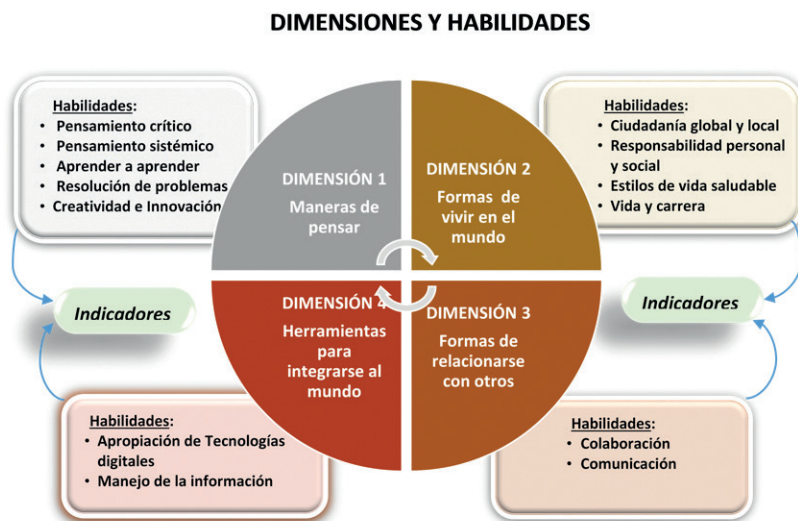 DIMENSIONES Y HABILIDADES
Habilidades:
• Pensamiento crítico
• Pensamiento sistémico
• Aprender a aprender
• Resolución de problemas
• Creatividad e Innovación
DIMENSIÓN 1
Maneras de
pensar
DIMENSIÓN 2
Formas de
vivir en el
mundo
Habilidades:
• Ciudadanía global y local
• Responsabilidad personal
y social
• Estilos de vida saludable
• Vida y carrera
Indicadores
DIMENSIÓN 4
Herramientas
para
integrarse al
mundo
DIMENSIÓN 3
Formas de
relacionarse
con otros
Indicadores
Habilidades:
• Apropiación de Tecnologías
digitales
• Manejo de la información
Habilidades:
• Colaboración
• Comunicación